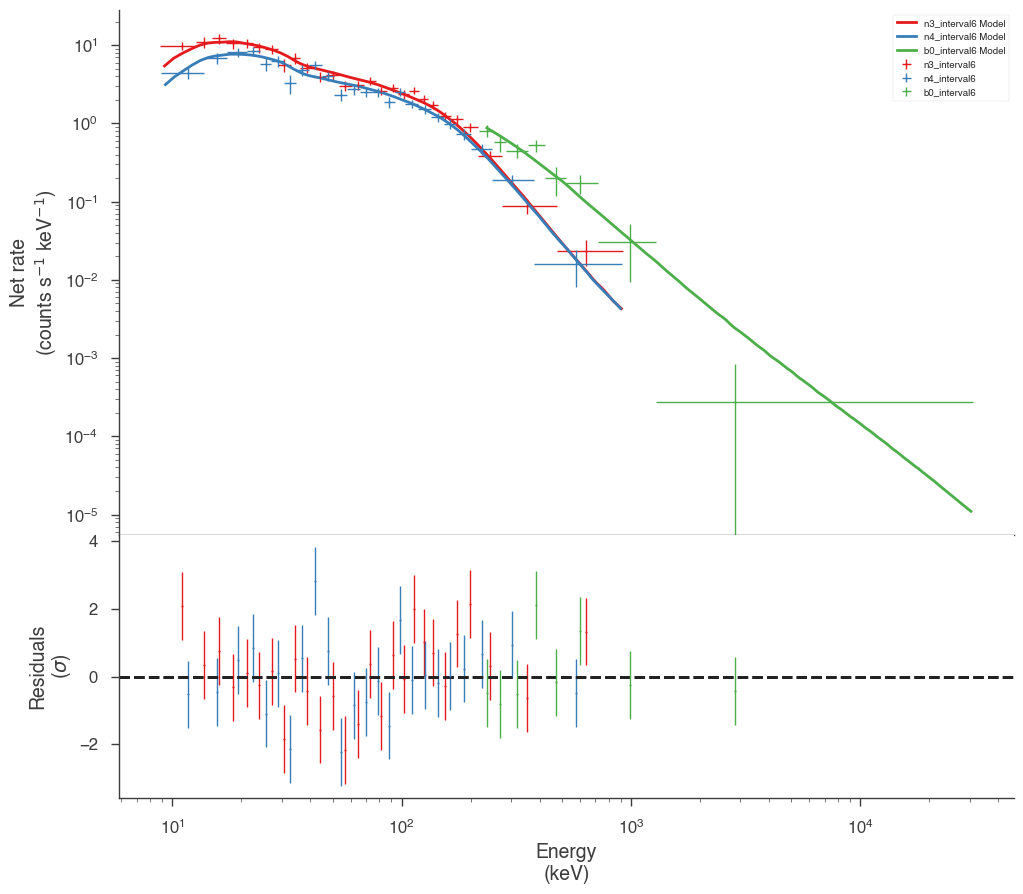 n3_interval6 Model
n4_interval6 Model
b0_interval6 Model
n3_interval6
n4_interval6
b0_interval6
10¹
10⁰
10⁻¹
10⁻²
10⁻³
10⁻⁴
10⁻⁵
Net rate
(counts s⁻¹ keV⁻¹)
4
2
0
−2
Residuals
(σ)
10¹ 10² 10³ 10⁴
Energy
(keV)